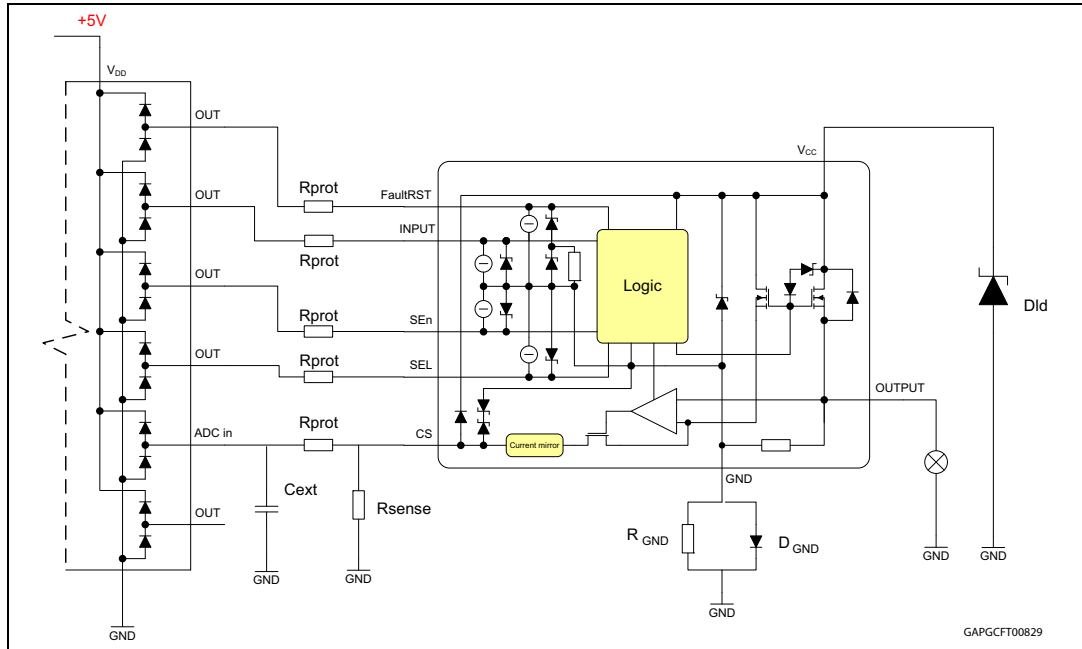 +5V
VDD
OUT
VCC
Rprot
FaultRST
OUT
INPUT
Rprot
OUT
Logic
Dld
Rprot
SEn
OUT
SEL
Rprot
OUTPUT
ADC in
Rprot
CS
Current mirror
GND
Cext
Rsense
OUT
R GND
D GND
GND
GND
GND
GND
GND
GND
GAPGCFT00829